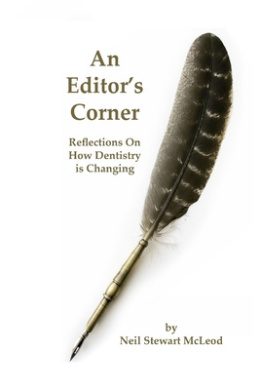 An
Editor's
Corner
Reflections On
How Dentistry
is Changing
by
Neil Stewart McLeod